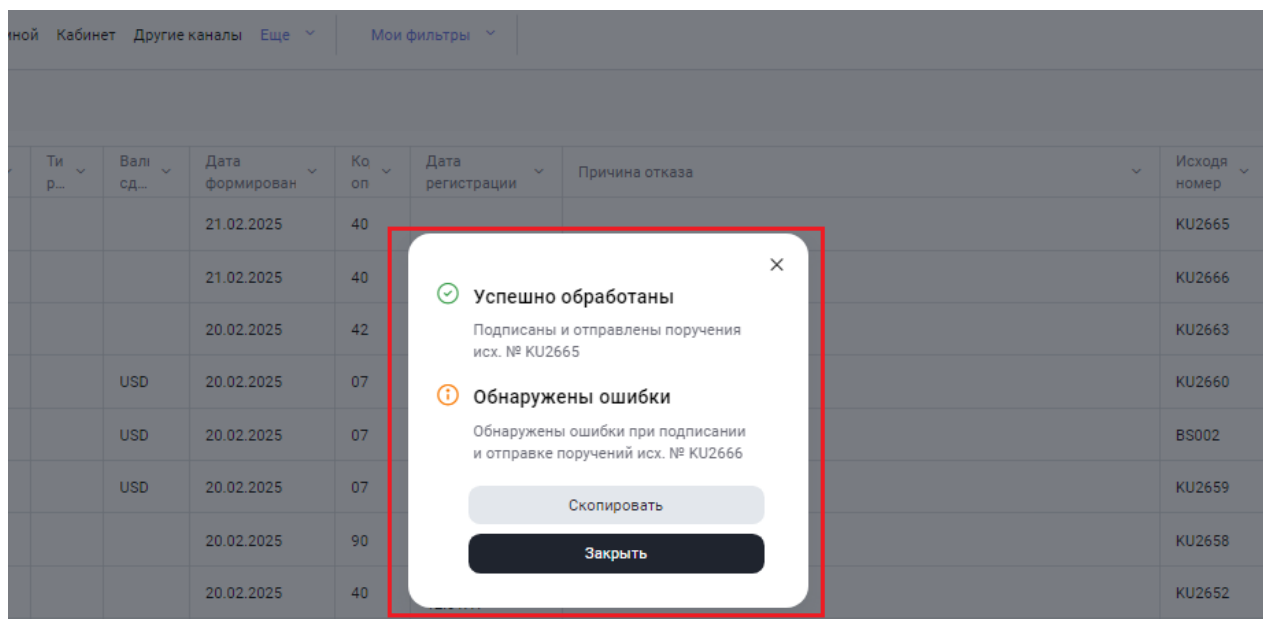 Кабинет Другие каналы Еще Мои фильтры
Ти р... Валі сд... Дата формирован Ко оп Дата регистрации Причина отказа Исходя номер
21.02.2025 40 KU2665
21.02.2025 40 KU2666
20.02.2025 42 KU2663
USD 20.02.2025 07 KU2660
USD 20.02.2025 07 BS002
USD 20.02.2025 07 KU2659
20.02.2025 90 KU2658
20.02.2025 40 KU2652
Успешно обработаны
Подписаны и отправлены поручения
исх. № KU2665
Обнаружены ошибки
Обнаружены ошибки при подписании
и отправке поручений исх. № KU2666
Скопировать
Закрыть